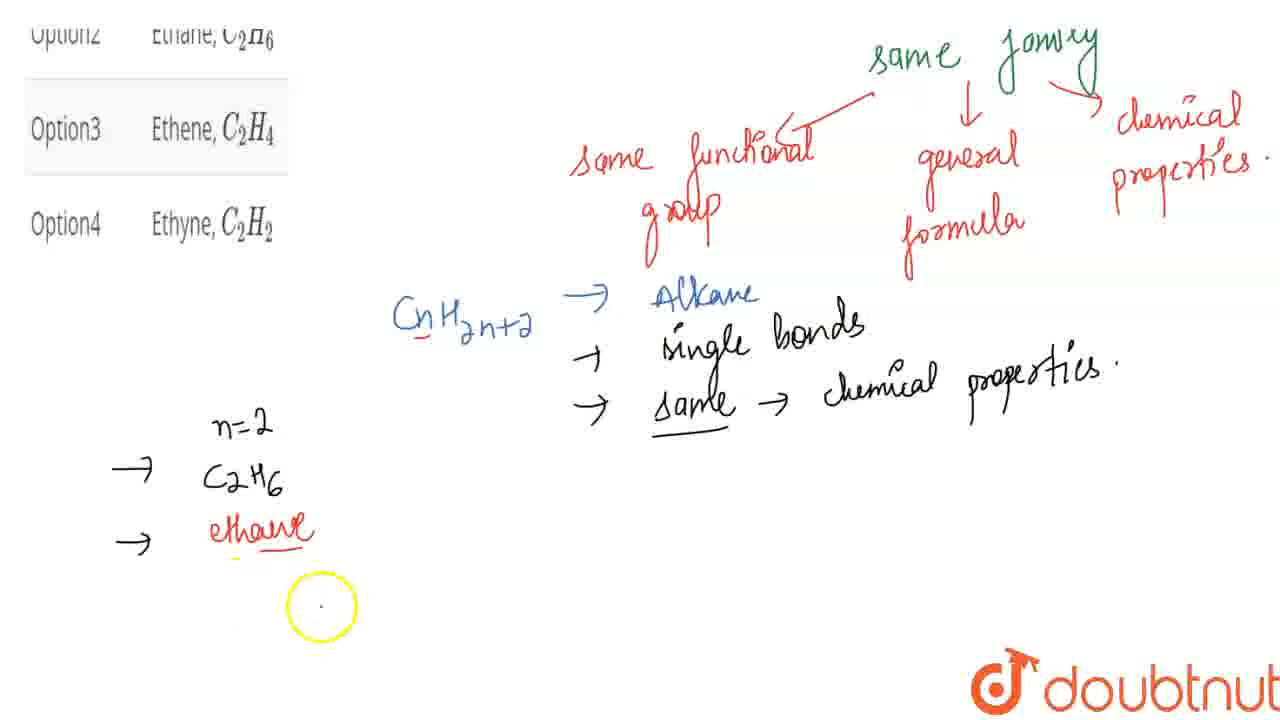 Option2 Ethane, C₂H₆
Option3 Ethene, C₂H₄
Option4 Ethyne, C₂H₂
same family
same functional group
general formula
chemical properties.
CnH2n+2 → Alkane
→ single bonds
→ same → chemical properties.
n=2
→ C2H6
→ ethane
doubtnut